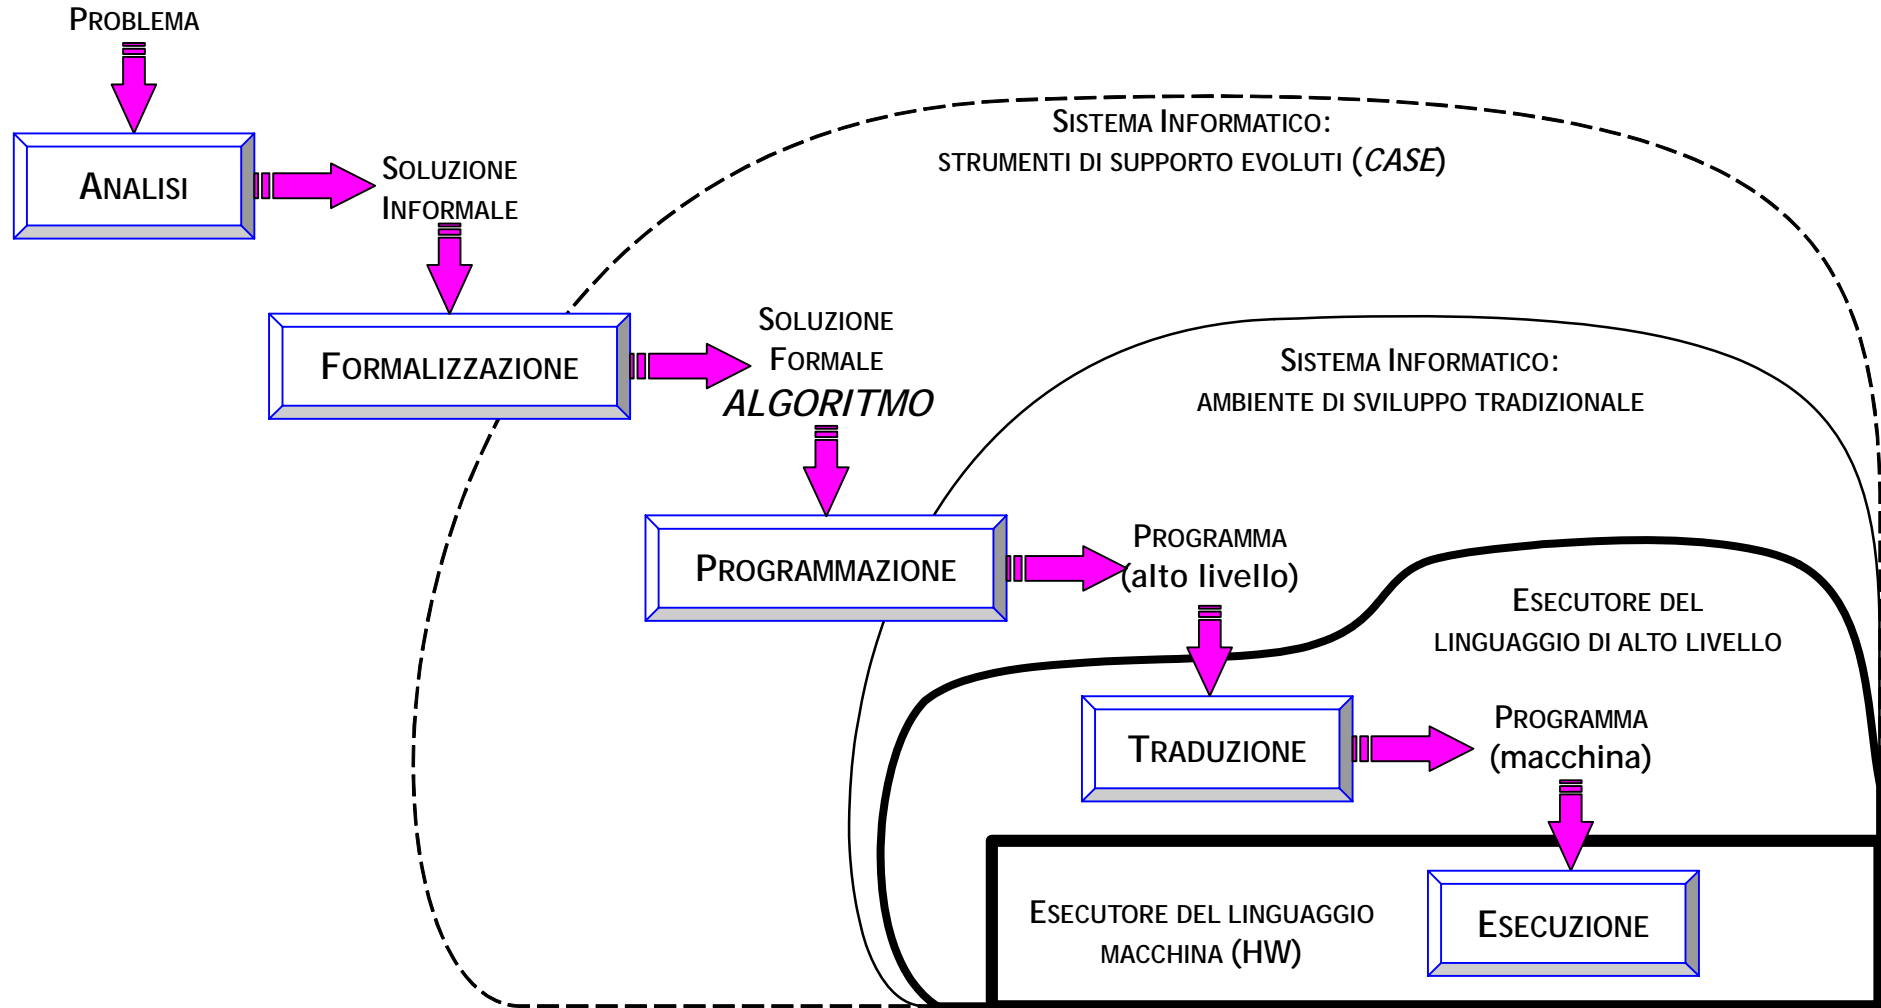 PROBLEMA
ANALISI
SOLUZIONE
INFORMALE
SISTEMA INFORMATICO:
STRUMENTI DI SUPPORTO EVOLUTI (CASE)
FORMALIZZAZIONE
SOLUZIONE
FORMALE
ALGORITMO
SISTEMA INFORMATICO:
AMBIENTE DI SVILUPPO TRADIZIONALE
PROGRAMMAZIONE
PROGRAMMA
(alto livello)
ESECUTORE DEL
LINGUAGGIO DI ALTO LIVELLO
TRADUZIONE
PROGRAMMA
(macchina)
ESECUTORE DEL LINGUAGGIO
MACCHINA (HW)
ESECUZIONE